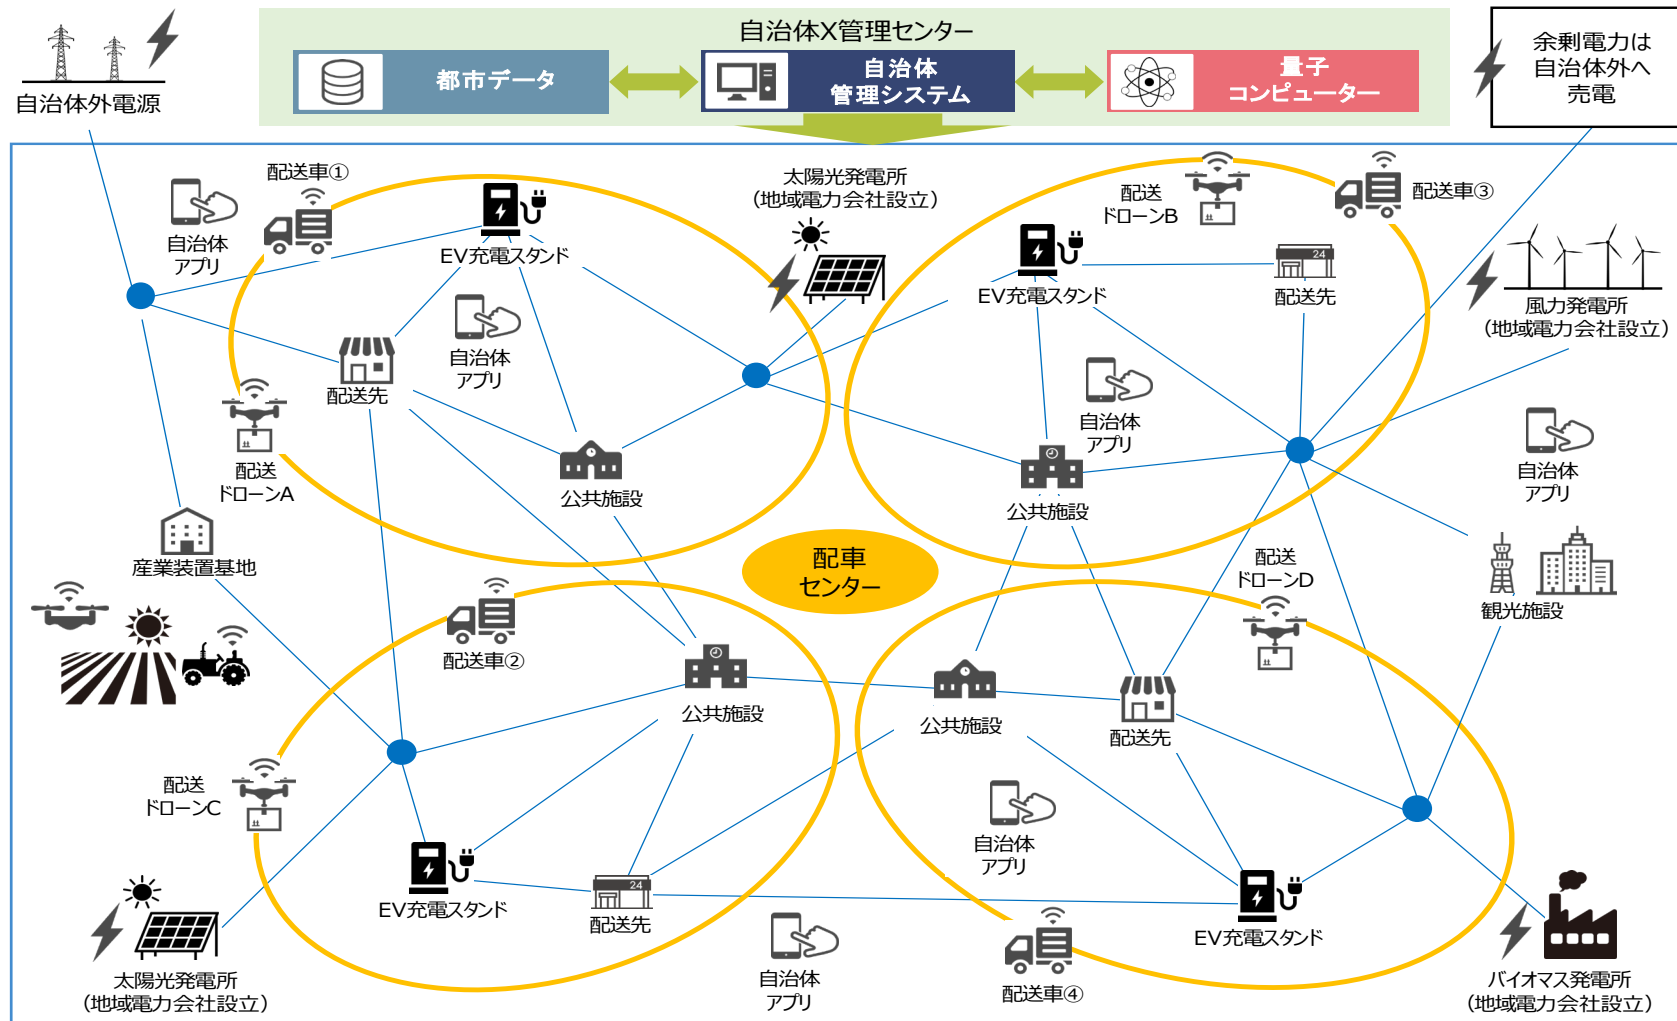 自治体X管理センター
都市データ
自治体
管理システム
量子
コンピューター
自治体外電源
余剰電力は
自治体外へ
売電
配送車①
自治体
アプリ
EV充電スタンド
太陽光発電所
(地域電力会社設立)
配送
ドローンB
配送車③
EV充電スタンド
24
配送先
風力発電所
(地域電力会社設立)
自治体
アプリ
配送先
配送
ドローンA
公共施設
自治体
アプリ
公共施設
自治体
アプリ
産業装置基地
配車
センター
配送
ドローンD
観光施設
配送車②
公共施設
公共施設
配送先
配送
ドローンC
EV充電スタンド
24
配送先
自治体
アプリ
EV充電スタンド
太陽光発電所
(地域電力会社設立)
自治体
アプリ
配送車④
バイオマス発電所
(地域電力会社設立)